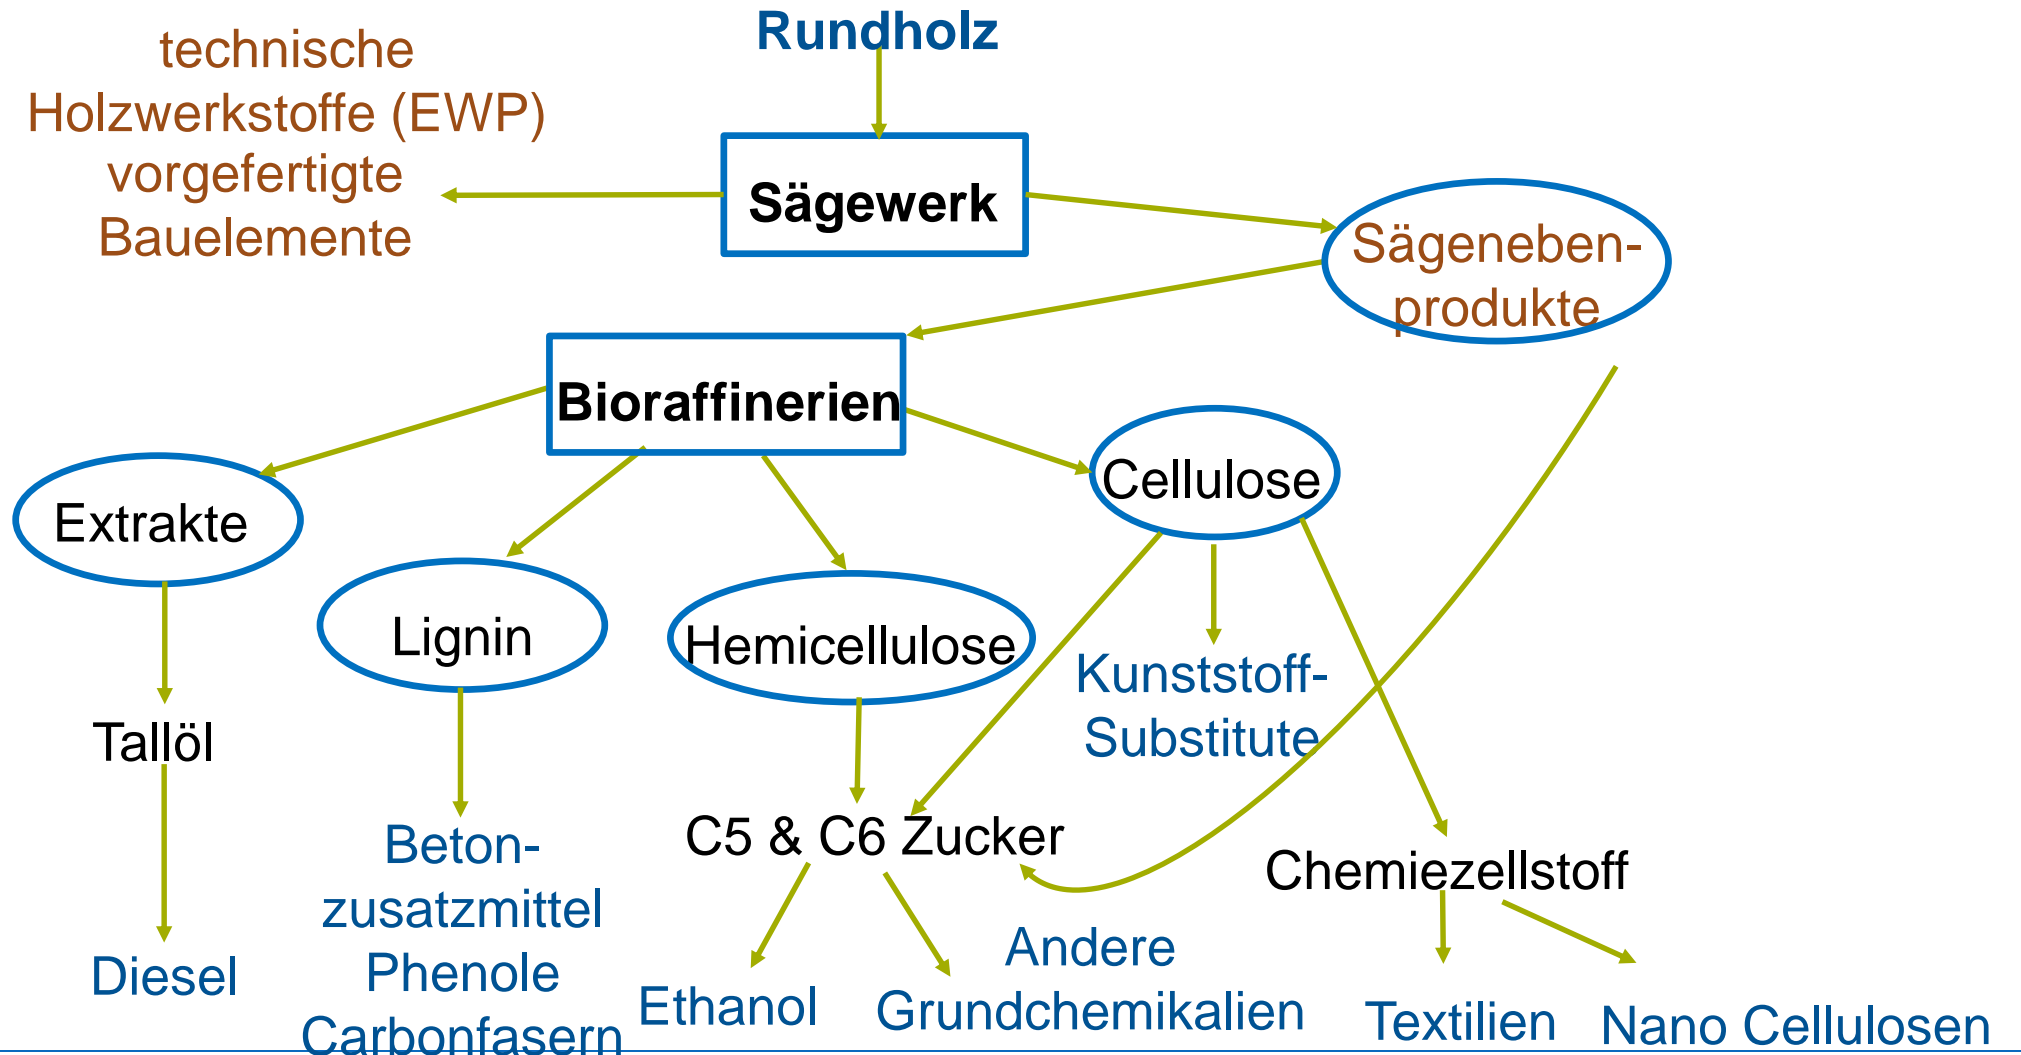 Rundholz
technische
Holzwerkstoffe (EWP)
vorgefertigte
Bauelemente
Sägewerk
Sägeneben-
produkte
Bioraffinerien
Extrakte
Cellulose
Lignin
Hemicellulose
Kunststoff-
Substitute
Tallöl
C5 & C6 Zucker
Chemiezellstoff
Beton-
zusatzmittel
Phenole
Carbonfasern
Diesel
Ethanol
Andere
Grundchemikalien
Textilien
Nano Cellulosen